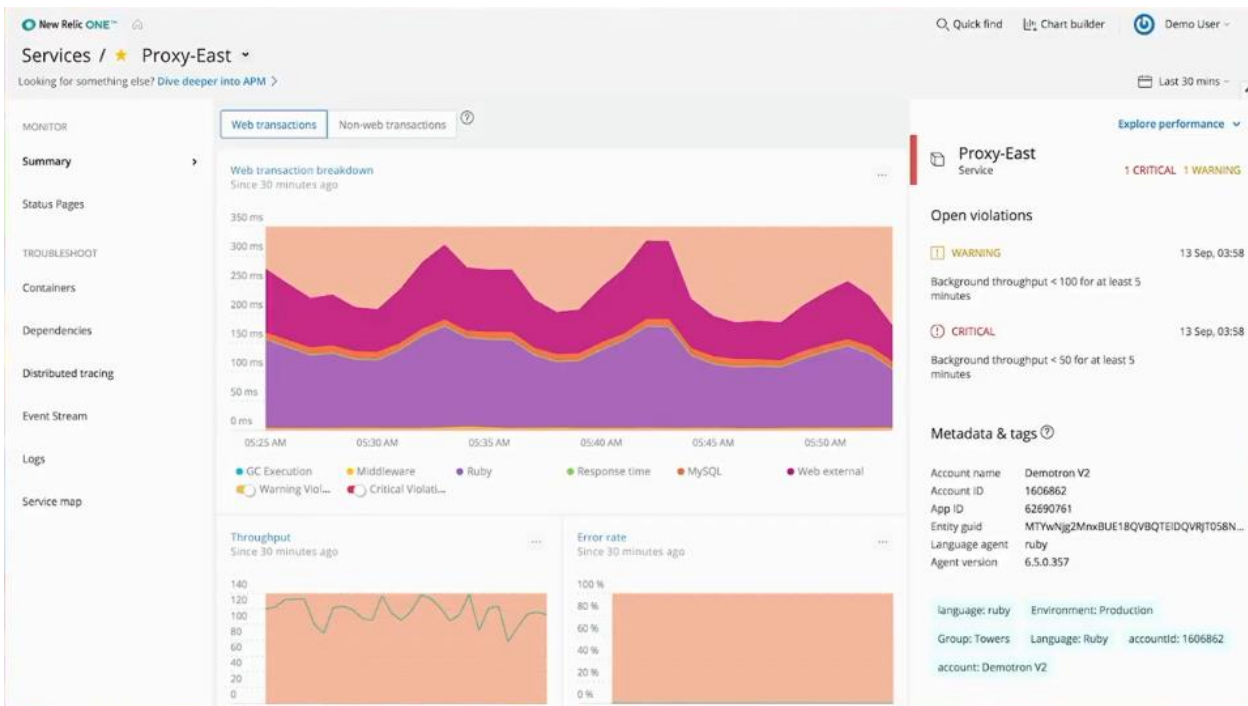 New Relic ONE™
Quick find
Chart builder
Demo User
Services / ★ Proxy-East
Looking for something else? Dive deeper into APM >
Last 30 mins
MONITOR
Summary
Status Pages
TROUBLESHOOT
Containers
Dependencies
Distributed tracing
Event Stream
Logs
Service map
Web transactions
Non-web transactions
Web transaction breakdown
Since 30 minutes ago
350 ms
300 ms
250 ms
200 ms
150 ms
100 ms
50 ms
0 ms
05:25 AM 05:30 AM 05:35 AM 05:40 AM 05:45 AM 05:50 AM
GC Execution Middleware Ruby Response time MySQL Web external
Warning Viol... Critical Violati...
Throughput
Since 30 minutes ago
140
120
100
80
60
40
20
0
Error rate
Since 30 minutes ago
100 %
80 %
60 %
40 %
20 %
0 %
Explore performance
Proxy-East
Service
1 CRITICAL 1 WARNING
Open violations
WARNING 13 Sep, 03:58
Background throughput < 100 for at least 5
minutes
CRITICAL 13 Sep, 03:58
Background throughput < 50 for at least 5
minutes
Metadata & tags
Account name Demotron V2
Account ID 1606862
App ID 62690761
Entity guid
Language agent ruby
Agent version 6.5.0.357
language: ruby Environment: Production
Group: Towers Language: Ruby accountId: 1606862
account: Demotron V2